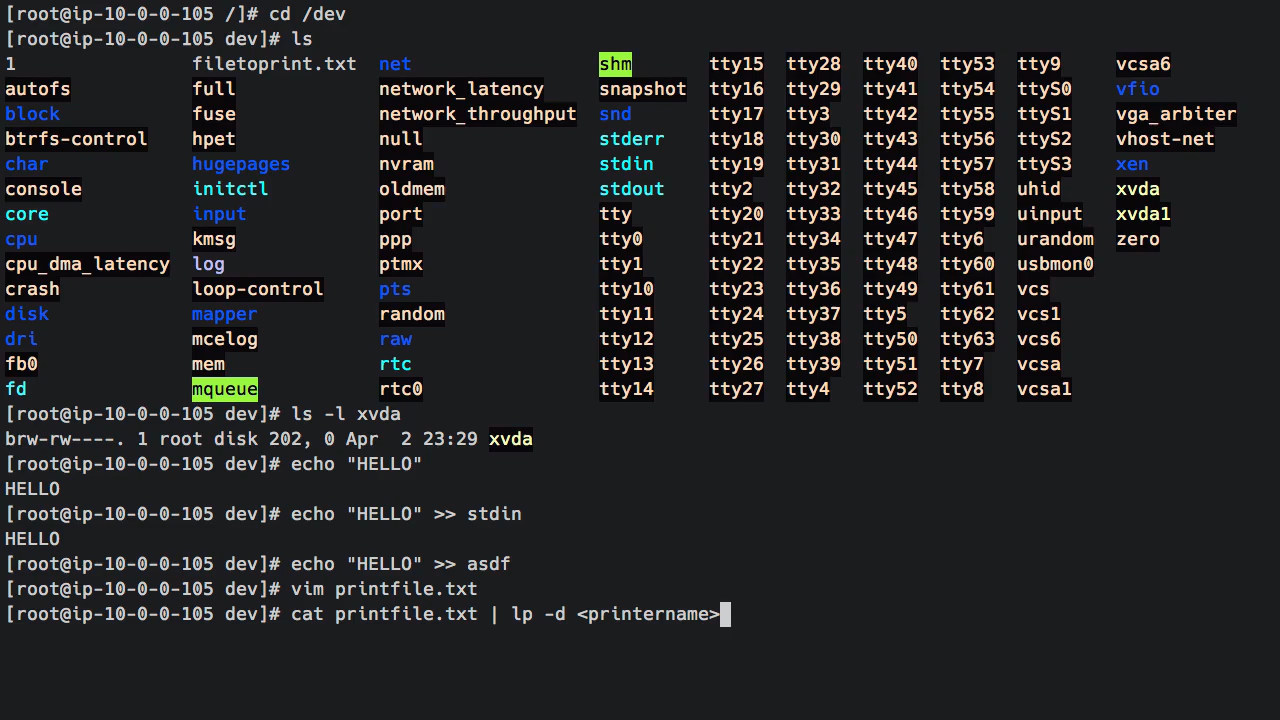 [root@ip-10-0-0-105 /]# cd /dev
[root@ip-10-0-0-105 dev]# ls
1 filetoprint.txt net shm tty15 tty28 tty40 tty53 tty9 vcsa6
autofs full network_latency snapshot tty16 tty29 tty41 tty54 ttyS0 vfio
block fuse network_throughput snd tty17 tty3 tty42 tty55 ttyS1 vga_arbiter
btrfs-control hpet null stderr tty18 tty30 tty43 tty56 ttyS2 vhost-net
char hugepages nvram stdin tty19 tty31 tty44 tty57 ttyS3 xen
console initctl oldmem stdout tty2 tty32 tty45 tty58 uhid xvda
core input port tty tty20 tty33 tty46 tty59 uinput xvda1
cpu kmsg ppp tty0 tty21 tty34 tty47 tty6 urandom zero
cpu_dma_latency log ptmx tty1 tty22 tty35 tty48 tty60 usbmon0
crash loop-control pts tty10 tty23 tty36 tty49 tty61 vcs
disk mapper random tty11 tty24 tty37 tty5 tty62 vcs1
dri mcelog raw tty12 tty25 tty38 tty50 tty63 vcs6
fb0 mem rtc tty13 tty26 tty39 tty51 tty7 vcsa
fd mqueue rtc0 tty14 tty27 tty4 tty52 tty8 vcsa1
[root@ip-10-0-0-105 dev]# ls -l xvda
brw-rw----. 1 root disk 202, 0 Apr  2 23:29 xvda
[root@ip-10-0-0-105 dev]# echo "HELLO"
HELLO
[root@ip-10-0-0-105 dev]# echo "HELLO" >> stdin
HELLO
[root@ip-10-0-0-105 dev]# echo "HELLO" >> asdf
[root@ip-10-0-0-105 dev]# vim printfile.txt
[root@ip-10-0-0-105 dev]# cat printfile.txt | lp -d <printername>